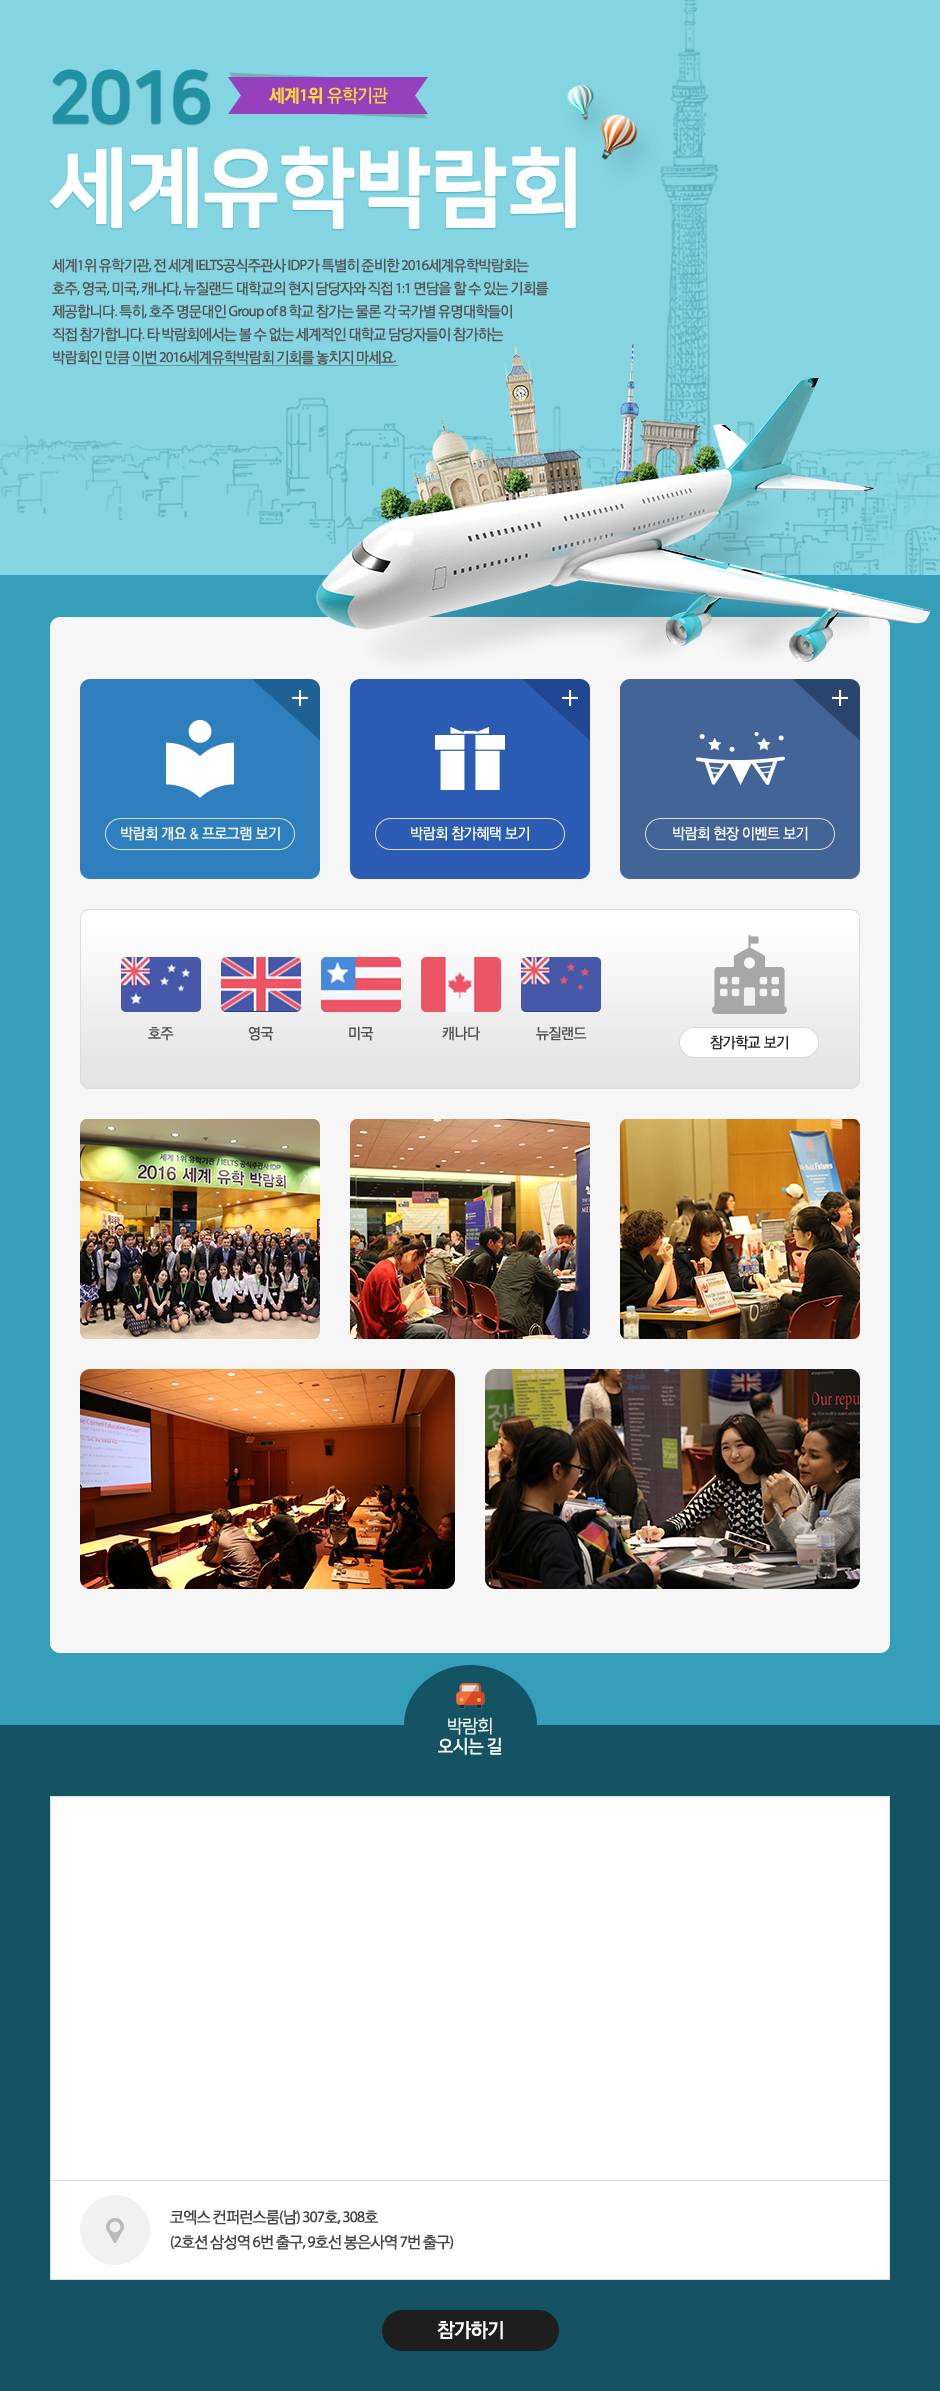 2016
세계1위 유학기관
세계유학박람회
세계1위 유학기관, 전 세계 IELTS공식주관사 IDP가 특별히 준비한 2016세계유학박람회는
호주, 영국, 미국, 캐나다, 뉴질랜드 대학교의 현지 담당자와 직접 1:1 면담을 할 수 있는 기회를
제공합니다. 특히, 호주 명문대인 Group of 8 학교 참가는 물론 각 국가별 유명대학들이
직접 참가합니다. 타 박람회에서는 볼 수 없는 세계적인 대학교 담당자들이 참가하는
박람회인 만큼 이번 2016세계유학박람회 기회를 놓치지 마세요.
박람회 개요 & 프로그램 보기
박람회 참가혜택 보기
박람회 현장 이벤트 보기
호주
영국
미국
캐나다
뉴질랜드
참가학교 보기
세계 1위 유학기관 / IELTS 공식주관사 IDP
2016 세계 유학 박람회
Futures
Our repu
박람회
오시는 길
코엑스 컨퍼런스룸(남) 307호, 308호
(2호션 삼성역 6번 출구, 9호선 봉은사역 7번 출구)
참가하기